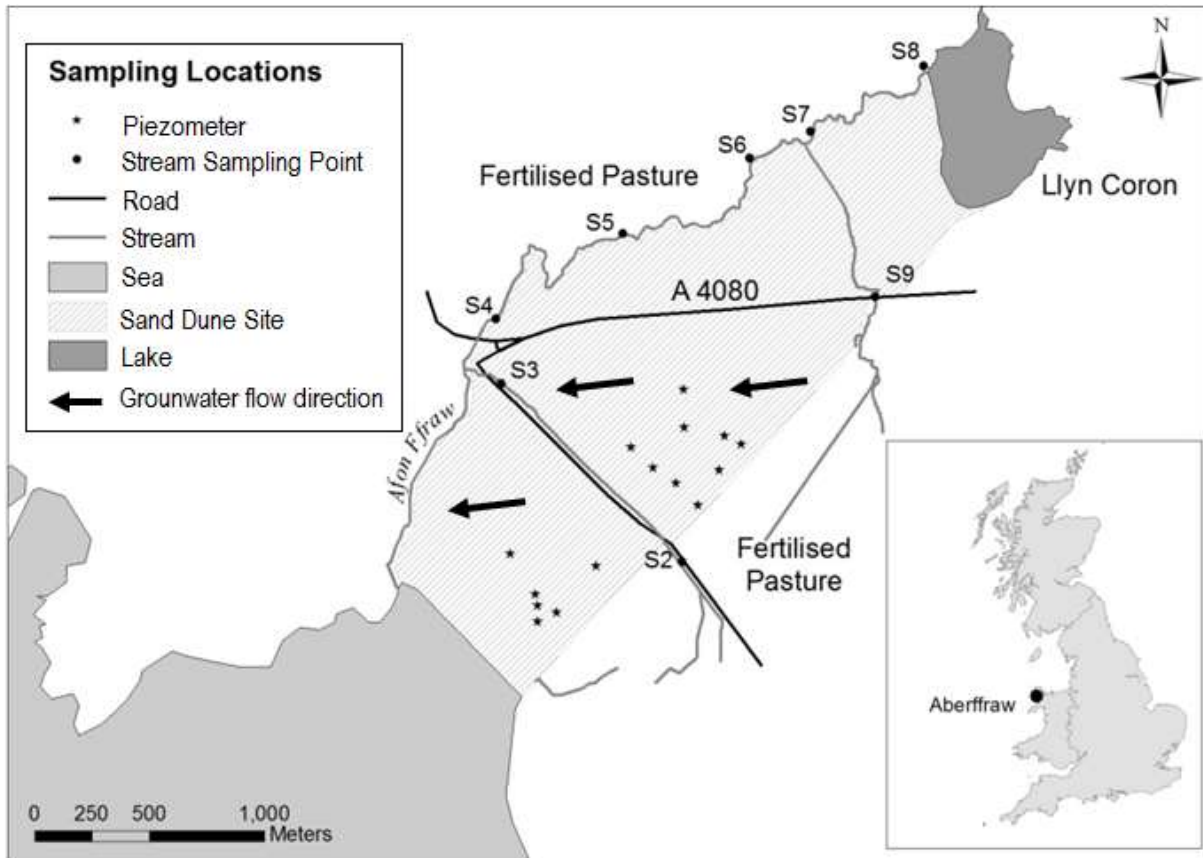 Sampling Locations
Piezometer
Stream Sampling Point
Road
Stream
Sea
Sand Dune Site
Lake
Grounwater flow direction
N
S8
S7
S6
Fertilised Pasture
Llyn Coron
S5
S9
A 4080
S4
S3
Afon Ffraw
S2
Fertilised
Pasture
Aberffraw
0 250 500 1,000
Meters